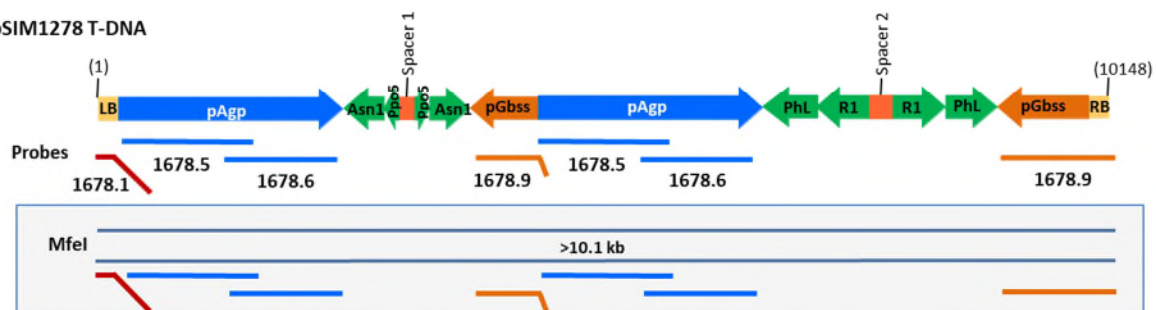 pSIM1278 T-DNA
Spacer 1
Spacer 2
(1)
(10148)
LB pAgp Asn1 Ppo5 Ppo5 Asn1 pGbss pAgp PhL R1 R1 PhL pGbss RB
Probes
1678.1 1678.5 1678.6 1678.9 1678.5 1678.6 1678.9
MfeI
>10.1 kb